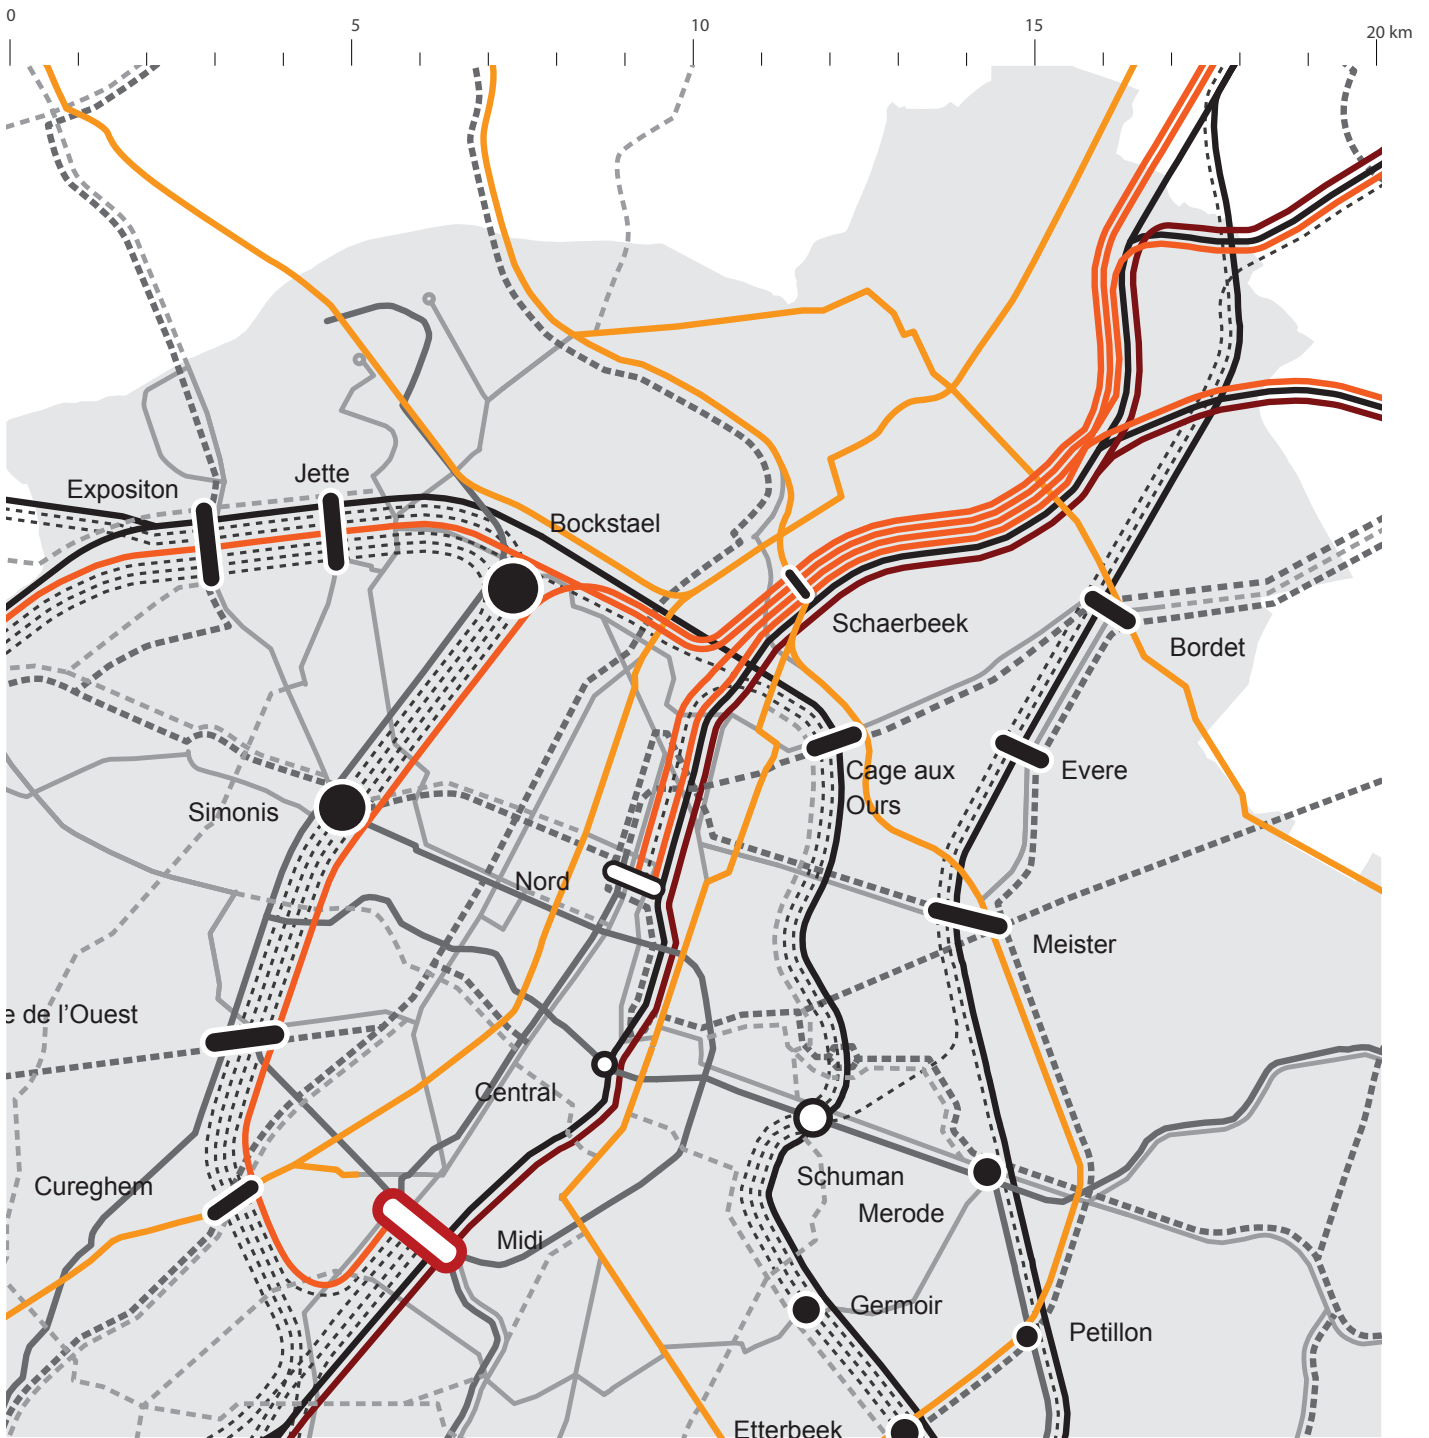 0
5
10
15
20 km
Jette
Expositon
Bockstael
Schaerbeek
Bordet
Cage aux
Ours
Evere
Simonis
Nord
Meister
e de l'Ouest
Central
Schuman
Cureghem
Merode
Midi
Germoir
Petillon
Etterbeek